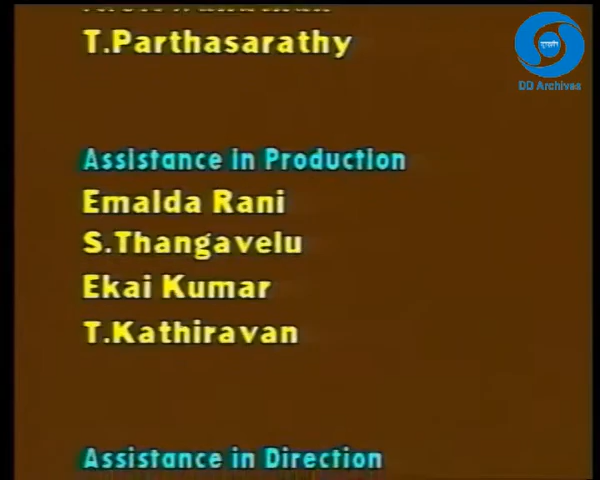 T.Parthasarathy
DD Archives
Assistance in Production
Emalda Rani
S.Thangavelu
Ekai Kumar
T.Kathiravan
Assistance in Direction